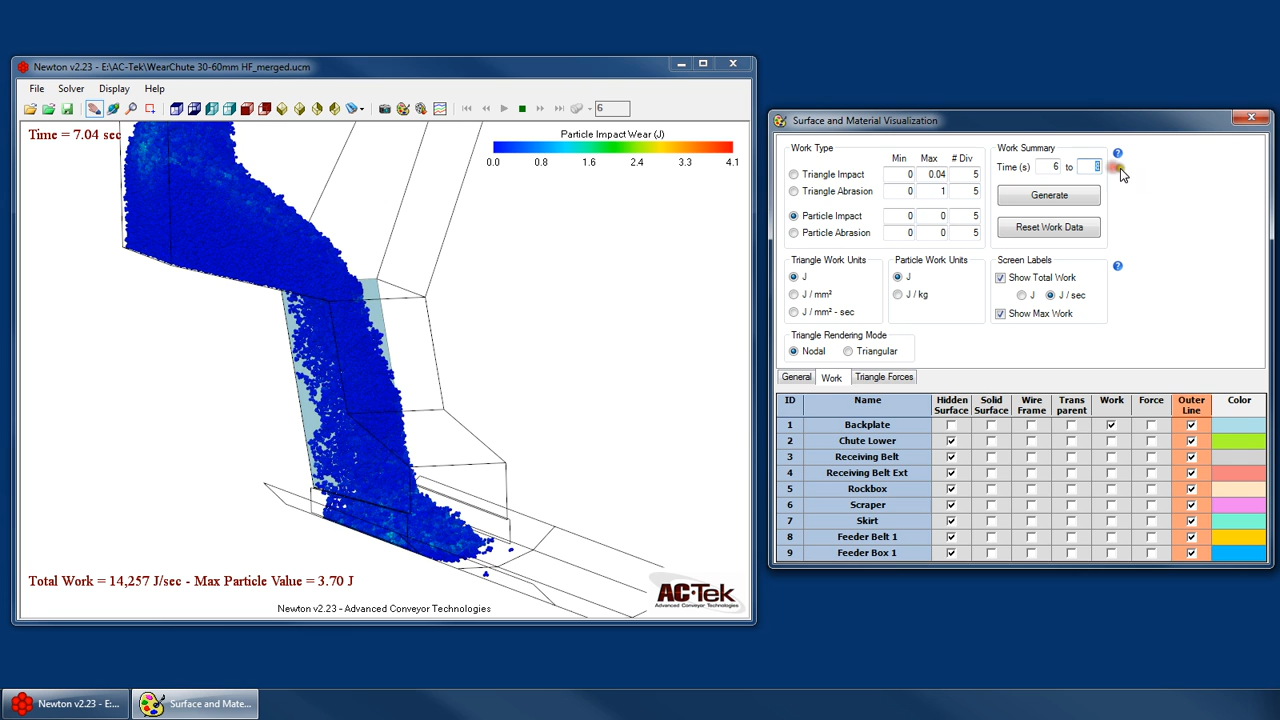 Newton v2.23 - E:\AC-Tek\WearChute 30-60mm HF_merged.ucm
File Solver Display Help
6
Time = 7.04 sec
Particle Impact Wear (J)
0.0 0.8 1.6 2.4 3.3 4.1
Total Work = 14,257 J/sec - Max Particle Value = 3.70 J
Newton v2.23 - Advanced Conveyor Technologies
AC-Tek
Advanced Conveyor Technologies
Surface and Material Visualization
Work Type
Min Max # Div
Triangle Impact 0 0.04 5
Triangle Abrasion 0 1 5
Particle Impact 0 0 5
Particle Abrasion 0 0 5
Work Summary
Time (s) 6 to
Generate
Reset Work Data
Triangle Work Units
J
J / mm²
J / mm² - sec
Particle Work Units
J
J / kg
Screen Labels
Show Total Work
J J / sec
Show Max Work
Triangle Rendering Mode
Nodal Triangular
General Work Triangle Forces
ID Name Hidden Surface Solid Surface Wire Frame Trans parent Work Force Outer Line Color
1 Backplate
2 Chute Lower
3 Receiving Belt
4 Receiving Belt Ext
5 Rockbox
6 Scraper
7 Skirt
8 Feeder Belt 1
9 Feeder Box 1
Newton v2.23 - E:...
Surface and Mate...